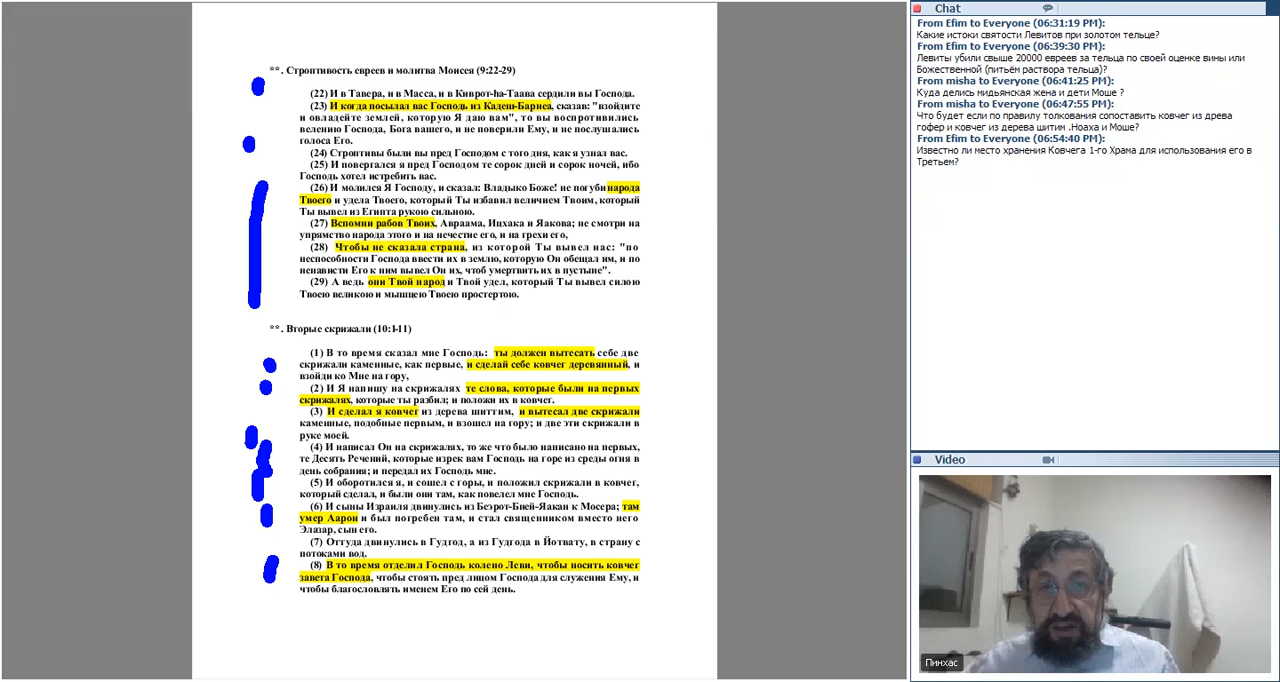 **. Строптивость евреев и молитва Моисея (9:22-29)
(22) И в Тавера, и в Масса, и в Киврот-hа-Таава сердили вы Господа.
(23) И когда посылал вас Господь из Кадеш-Барнеа, сказав: "взойдите
и овладейте землей, которую Я даю вам", то вы воспротивились
велению Господа, Бога вашего, и не поверили Ему, и не послушались
голоса Его.
(24) Строптивы были вы пред Господом с того дня, как я узнал вас.
(25) И повергался я пред Господом те сорок дней и сорок ночей, ибо
Господь хотел истребить вас.
(26) И молился Я Господу, и сказал: Владыко Боже! не погуби народа
Твоего и удела Твоего, который Ты избавил величием Твоим, который
Ты вывел из Египта рукою сильною.
(27) Вспомни рабов Твоих, Авраама, Ицхака и Яакова; не смотри на
упрямство народа этого и на нечестие его, и на грехи его,
(28) Чтобы не сказала страна, из которой Ты вывел нас: "по
неспособности Господа ввести их в землю, которую Он обещал им, и по
ненависти Его к ним вывел Он их, чтоб умертвить их в пустыне".
(29) А ведь они Твой народ и Твой удел, который Ты вывел силою
Твоею великою и мышцею Твоею простертою.
**. Вторые скрижали (10:1-11)
(1) В то время сказал мне Господь: ты должен вытесать себе две
скрижали каменные, как первые, и сделай себе ковчег деревянный, и
взойди ко Мне на гору,
(2) И Я напишу на скрижалях те слова, которые были на первых
скрижалях, которые ты разбил; и положи их в ковчег.
(3) И сделал я ковчег из дерева шиттим, и вытесал две скрижали
каменные, подобные первым, и взошел на гору; и две эти скрижали в
руке моей.
(4) И написал Он на скрижалях, то же что было написано на первых,
те Десять Речений, которые изрек вам Господь на горе из среды огня в
день собрания; и передал их Господь мне.
(5) И оборотился я, и сошел с горы, и положил скрижали в ковчег,
который сделал, и были они там, как повелел мне Господь.
(6) И сыны Израиля двинулись из Беэрот-Бней-Яакан к Мосера; там
умер Аарон и был погребен там, и стал священником вместо него
Элазар, сын его.
(7) Оттуда двинулись в Гудгод, а из Гудгода в Йотвату, в страну с
потоками вод.
(8) В то время отделил Господь колено Леви, чтобы носить ковчег
завета Господа, чтобы стоять пред лицом Господа для служения Ему, и
чтобы благословлять именем Его по сей день.
Chat
From Efim to Everyone (06:31:19 PM):
Какие истоки святости Левитов при золотом тельце?
From Efim to Everyone (06:39:30 PM):
Левиты убили свыше 20000 евреев за тельца по своей оценке вины или
Божественной (питьём раствора тельца)?
From misha to Everyone (06:41:25 PM):
Куда делись мидьянская жена и дети Моше ?
From misha to Everyone (06:47:55 PM):
Что будет если по правилу толкования сопоставить ковчег из древа
гофер и ковчег из дерева шитим .Ноаха и Моше?
From Efim to Everyone (06:54:40 PM):
Известно ли место хранения Ковчега 1-го Храма для использования его в
Третьем?
Video
Пинхас